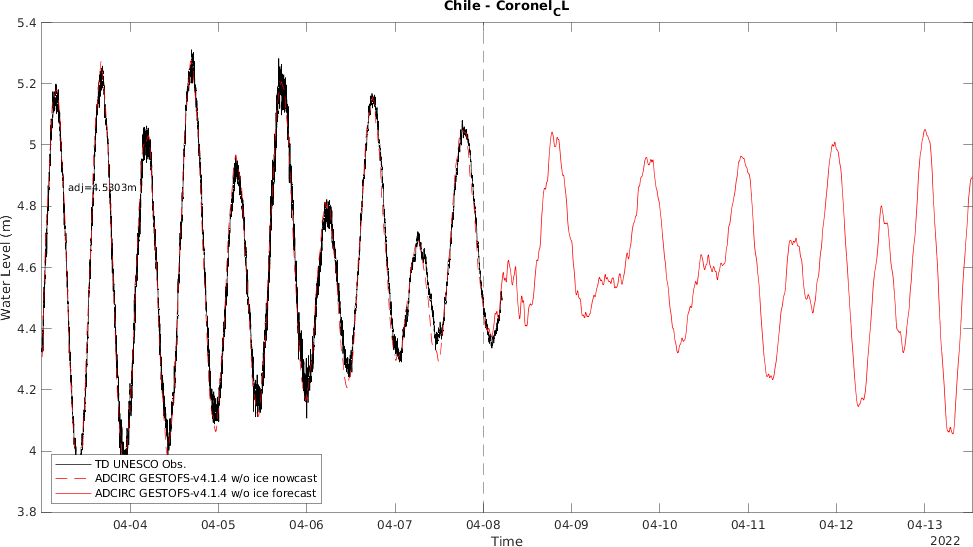 Chile - Coronel_CL
5.4
5.2
5
4.8
4.6
4.4
4.2
4
3.8
Water Level (m)
adj=4.5303m
TD UNESCO Obs.
ADCIRC GESTOFS-v4.1.4 w/o ice nowcast
ADCIRC GESTOFS-v4.1.4 w/o ice forecast
04-04 04-05 04-06 04-07 04-08 04-09 04-10 04-11 04-12 04-13
Time
2022